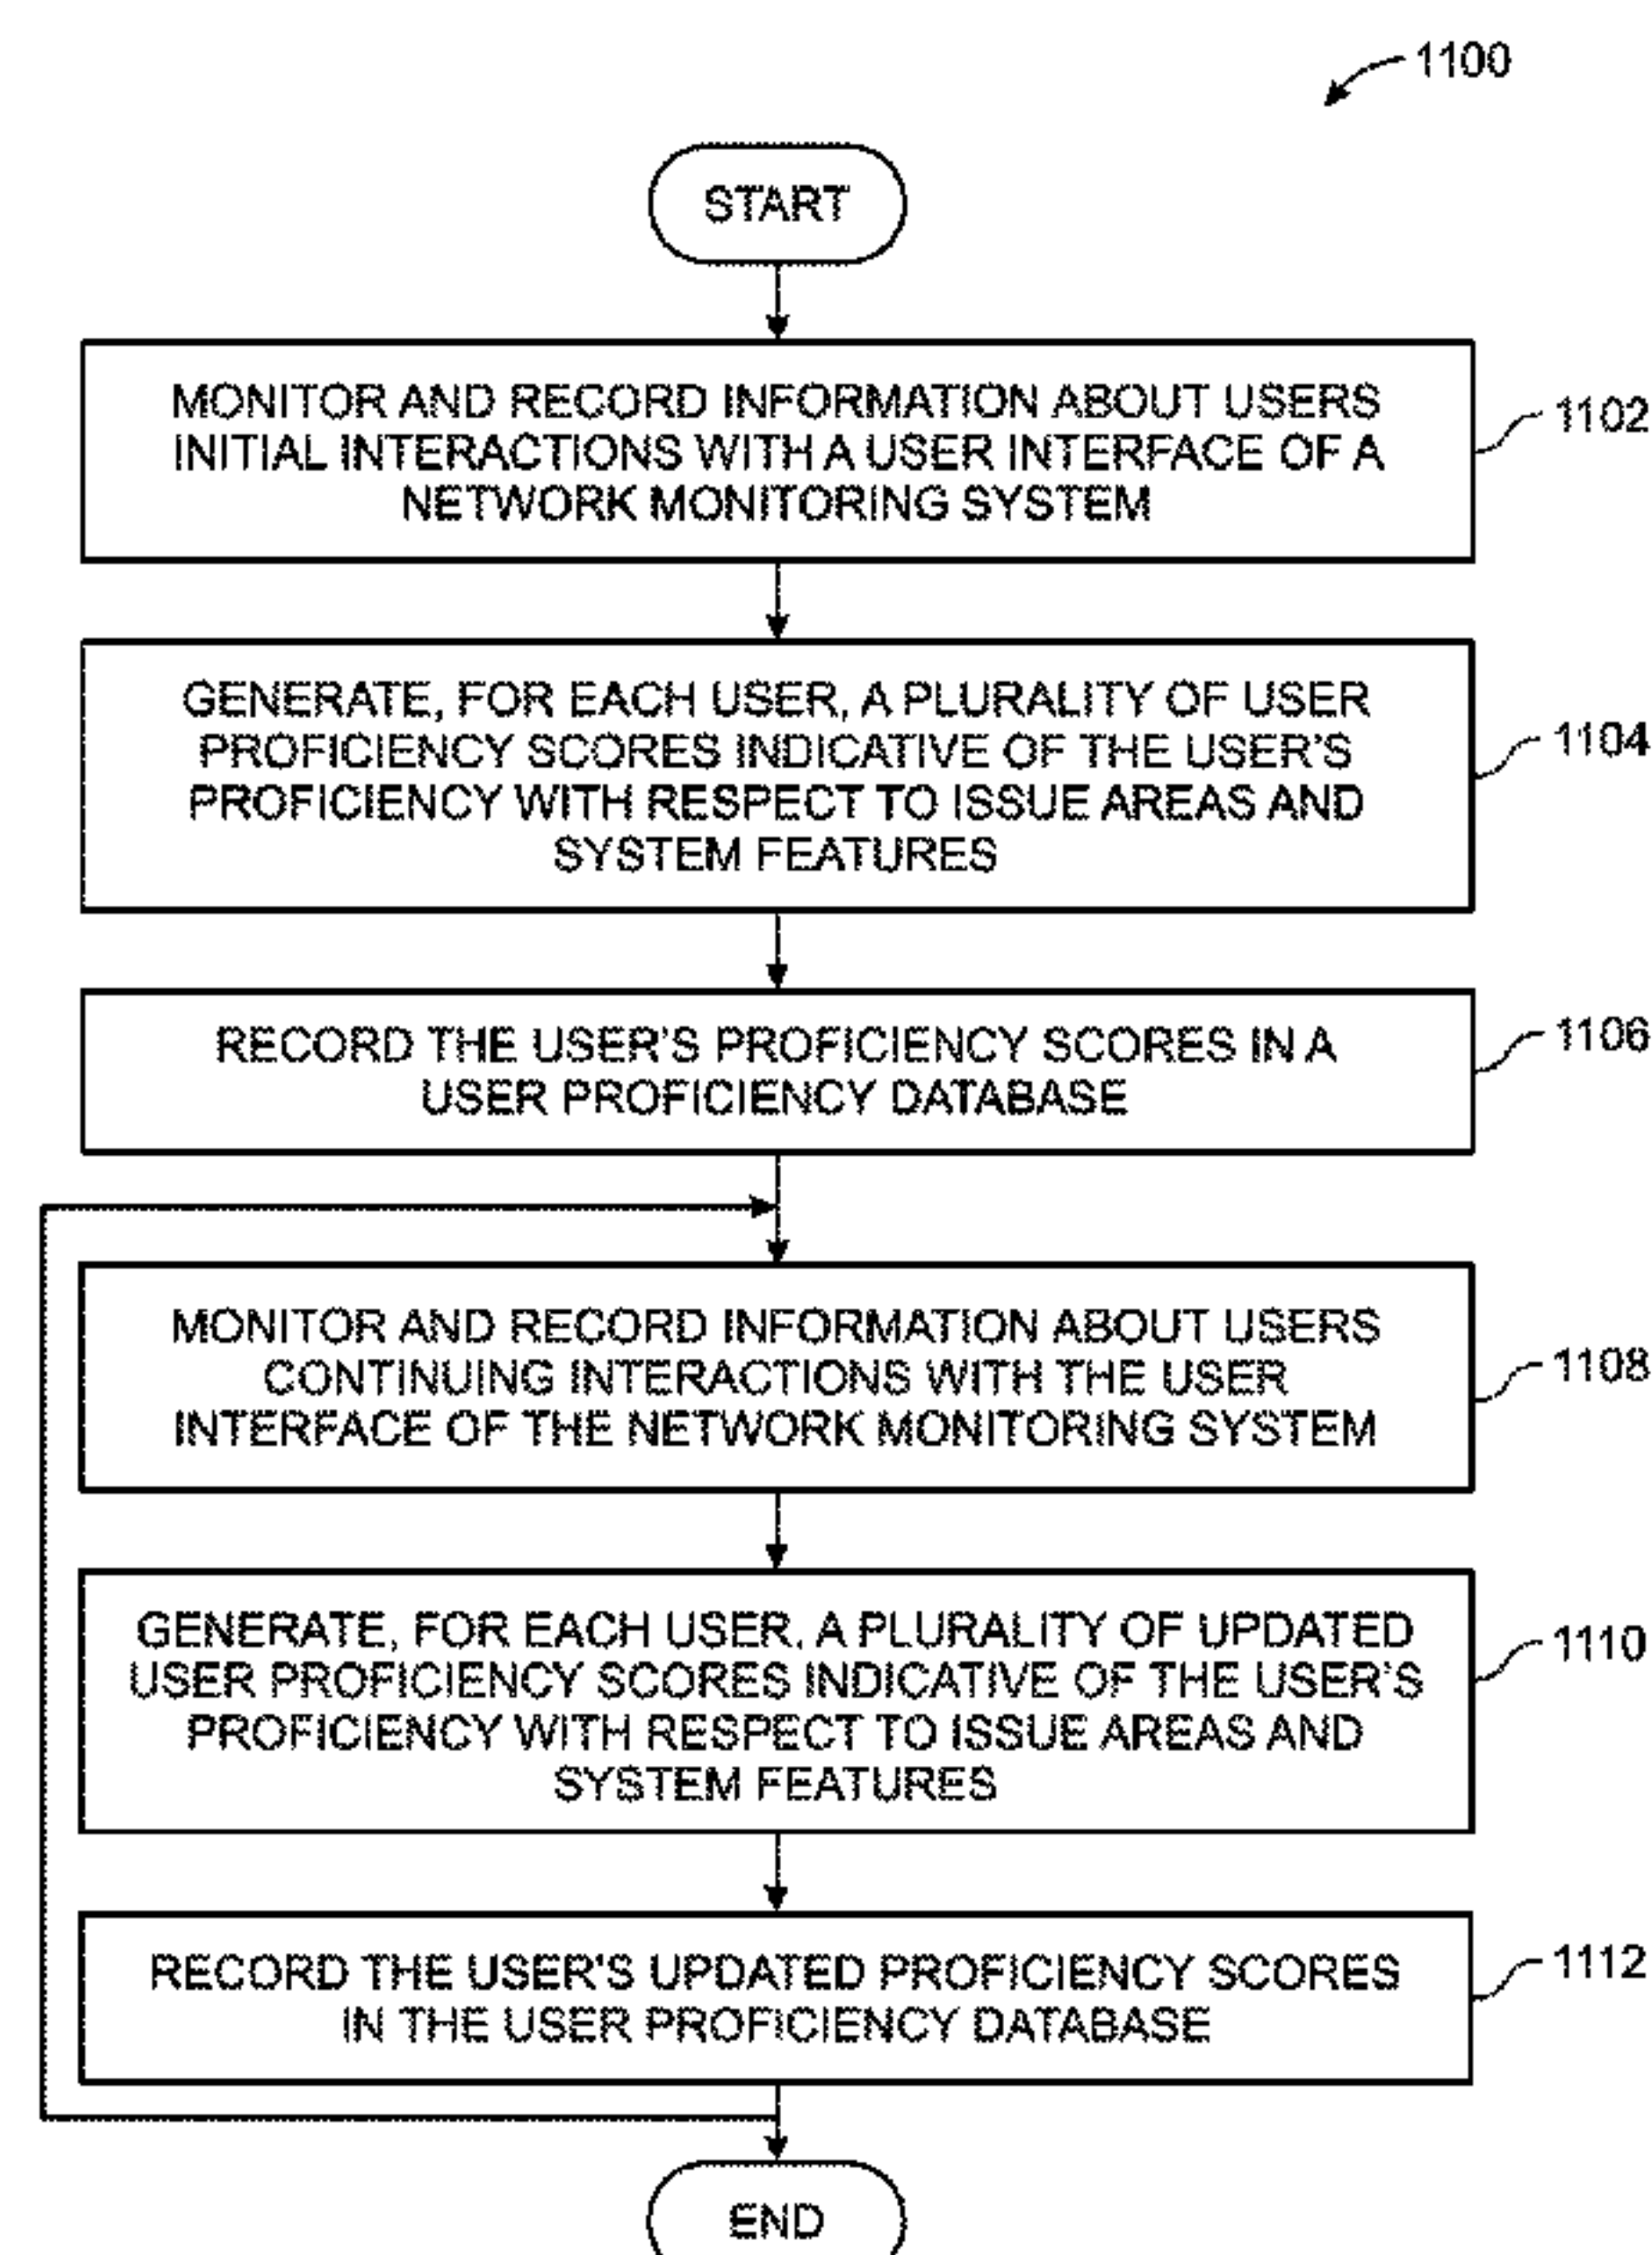 1100
START
MONITOR AND RECORD INFORMATION ABOUT USERS
INITIAL INTERACTIONS WITH A USER INTERFACE OF A
NETWORK MONITORING SYSTEM
1102
GENERATE, FOR EACH USER, A PLURALITY OF USER
PROFICIENCY SCORES INDICATIVE OF THE USER'S
PROFICIENCY WITH RESPECT TO ISSUE AREAS AND
SYSTEM FEATURES
1104
RECORD THE USER'S PROFICIENCY SCORES IN A
USER PROFICIENCY DATABASE
1106
MONITOR AND RECORD INFORMATION ABOUT USERS
CONTINUING INTERACTIONS WITH THE USER
INTERFACE OF THE NETWORK MONITORING SYSTEM
1108
GENERATE, FOR EACH USER, A PLURALITY OF UPDATED
USER PROFICIENCY SCORES INDICATIVE OF THE USER'S
PROFICIENCY WITH RESPECT TO ISSUE AREAS AND
SYSTEM FEATURES
1110
RECORD THE USER'S UPDATED PROFICIENCY SCORES
IN THE USER PROFICIENCY DATABASE
1112
END